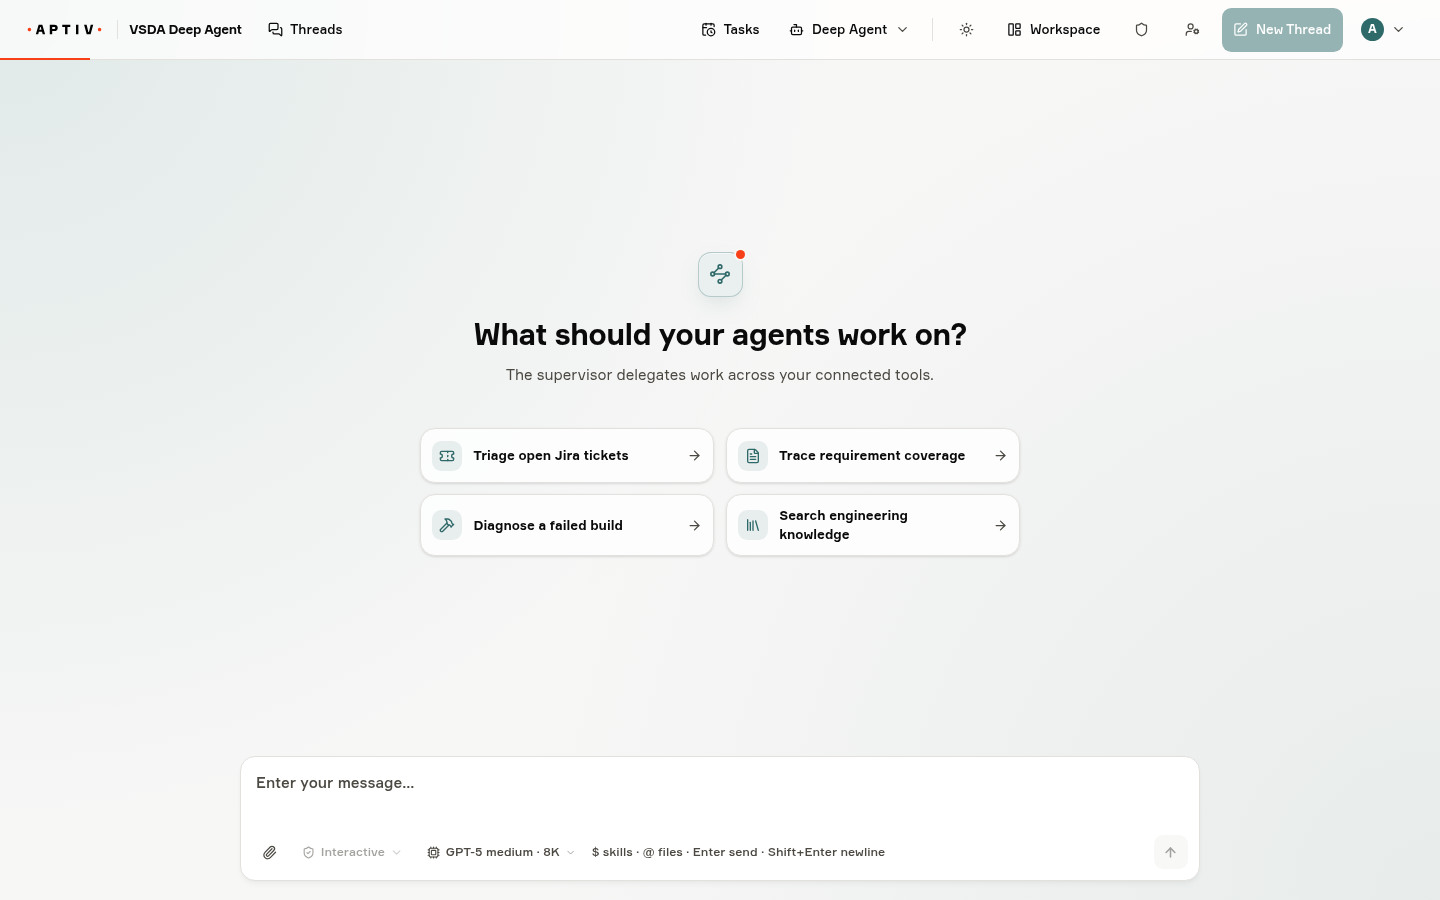 APTIV
VSDA Deep Agent
Threads
Tasks
Deep Agent
Workspace
New Thread
A
What should your agents work on?
The supervisor delegates work across your connected tools.
Triage open Jira tickets
Trace requirement coverage
Diagnose a failed build
Search engineering
knowledge
Enter your message...
Interactive
GPT-5 medium · 8K
$ skills · @ files · Enter send · Shift+Enter newline